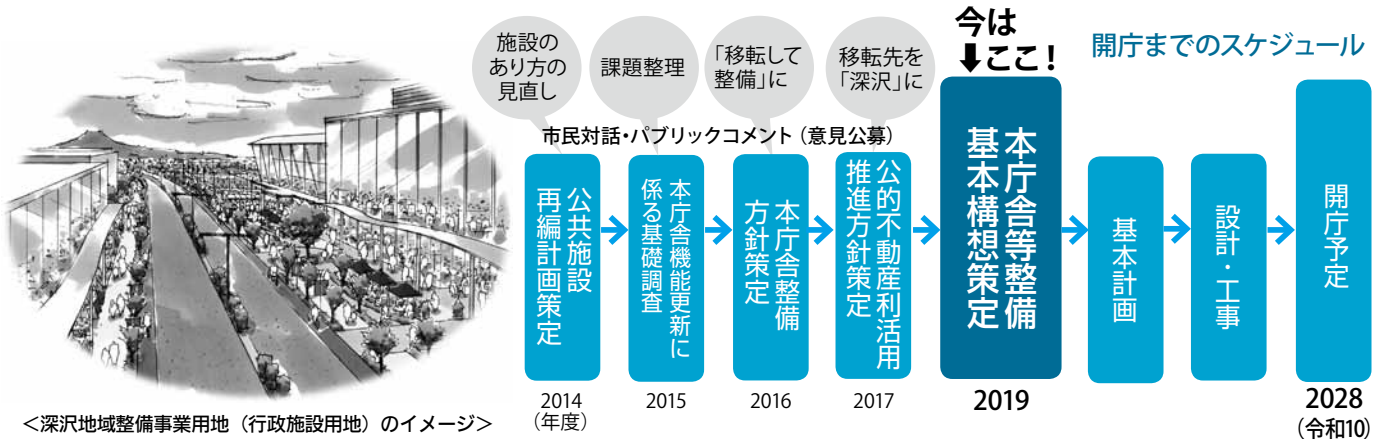 今は
↓ここ！
開庁までのスケジュール
施設の
あり方の
見直し
課題整理
「移転して
整備」に
移転先を
「深沢」に
市民対話・パブリックコメント（意見公募）
公共施設
再編計画策定
本庁舎機能更新に
係る基礎調査
本庁舎整備
方針策定
公的不動産利活用
推進方針策定
本庁舎等整備
基本構想策定
基本計画
設計・工事
開庁予定
2014
（年度）
2015
2016
2017
2019
2028
（令和10）
＜深沢地域整備事業用地（行政施設用地）のイメージ＞